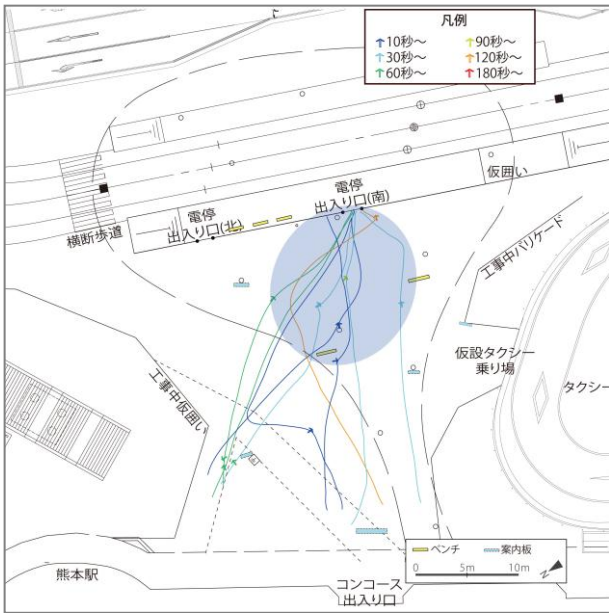 凡例
10秒～ 90秒～
30秒～ 120秒～
60秒～ 180秒～
仮囲い
電停
出入り口(南)
電停
出入り口(北)
横断歩道
工事中バリケード
仮設タクシー
乗り場
タクシー
工事中仮囲い
ベンチ 案内板
0 5m 10m
N
熊本駅
コンコース
出入り口